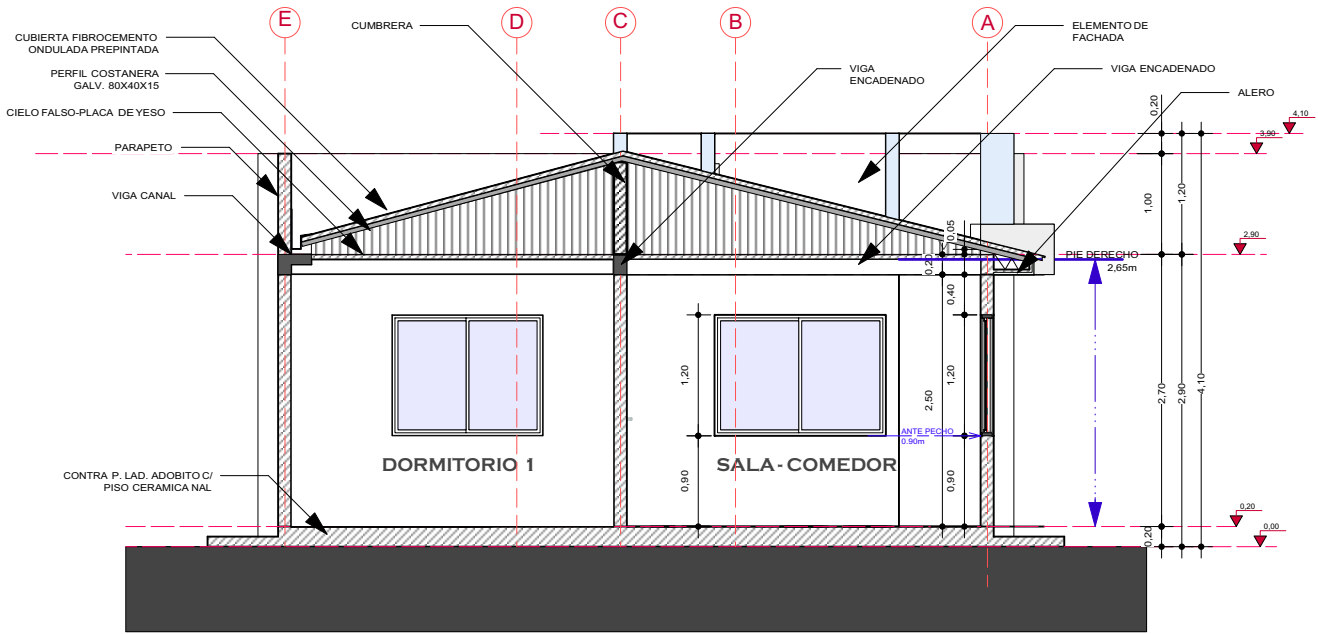 E
D
C
B
A
CUMBRERA
ELEMENTO DE
FACHADA
CUBIERTA FIBROCEMENTO
ONDULADA PREPINTADA
PERFIL COSTANERA
GALV. 80X40X15
CIELO FALSO-PLACA DE YESO
PARAPETO
VIGA CANAL
VIGA
ENCADENADO
VIGA ENCADENADO
ALERO
0,20
4,10
3,90
1,00
1,20
2,90
0,05
0,20
PIE DERECHO
2,65m
0,40
1,20
2,50
1,20
2,70
2,90
4,10
ANTE PECHO
0.90m
DORMITORIO 1
SALA - COMEDOR
0,90
0,90
CONTRA P. LAD. ADOBITO C/
PISO CERAMICA NAL
0,20
0,20
0,00